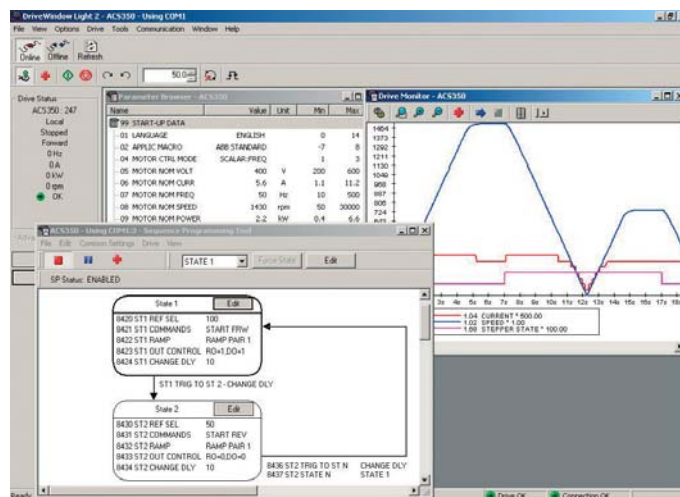 DriveWindow Light 2 - ACS350 - Using COM1
File View Options Drive Tools Communication Window Help
Online Offline Refresh
50.0
Drive Status
ACS350 : 247
Local
Stopped
Forward
0 Hz
0 A
0 kW
0 rpm
OK
Parameter Browser - ACS350
Name Value Unit Min Max
99 START-UP DATA
01 LANGUAGE ENGLISH 0 14
02 APPLIC MACRO ABB STANDARD -7 8
04 MOTOR CTRL MODE SCALAR:FREQ 1 3
05 MOTOR NOM VOLT 400 V 200 600
06 MOTOR NOM CURR 5.6 A 1.1 11.2
07 MOTOR NOM FREQ 50 Hz 10 500
08 MOTOR NOM SPEED 1430 rpm 50 30000
09 MOTOR NOM POWER 2.2 kW 0.4 6.6
Drive Monitor - ACS350
1464
1373
1292
1211
1130
1049
968
887
806
724
3s 4s 5s 6s 7s 8s 9s 10s 11s 12s 13s 14s 15s 16s 17s 18s
1.04 CURRENT * 500.00
1.02 SPEED * 1.00
1.68 STEPPER STATE * 100.00
ACS350 - Using COM1:3 - Sequence Programming Tool
File Edit Common Settings Drive View
STATE 1 Force State Edit
SP Status: ENABLED
State 1 Edit
8420 ST1 REF SEL 100
8421 ST1 COMMANDS START FRW
8422 ST1 RAMP RAMP PAIR 1
8423 ST1 OUT CONTROL RO=1,DO=1
8424 ST1 CHANGE DLY 10
ST1 TRIG TO ST 2 - CHANGE DLY
State 2 Edit
8430 ST2 REF SEL 50
8431 ST2 COMMANDS START REV
8432 ST2 RAMP RAMP PAIR 1
8433 ST2 OUT CONTROL RO=0,DO=0
8434 ST2 CHANGE DLY 10
8436 ST2 TRIG TO ST N CHANGE DLY
8437 ST2 STATE N STATE 1
Ready
Drive OK Connection OK